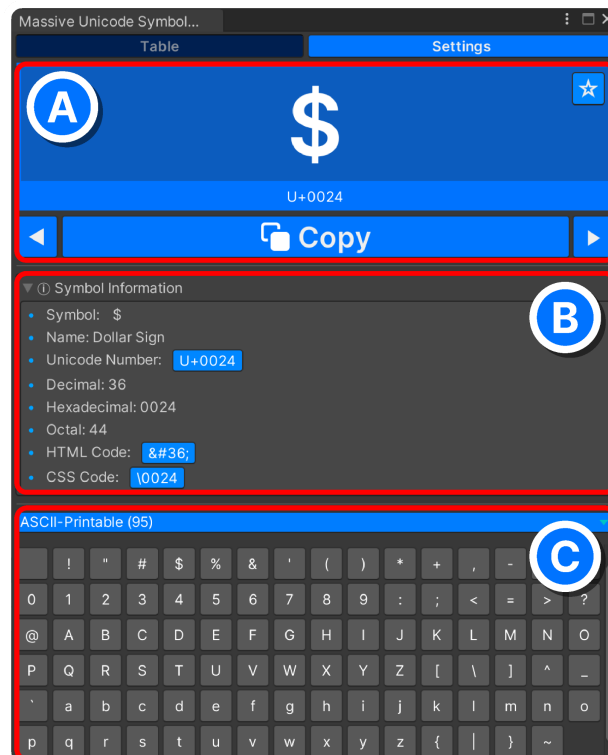 Massive Unicode Symbol...
Table Settings
A
$
U+0024
Copy
Symbol Information
B
Symbol: $
Name: Dollar Sign
Unicode Number: U+0024
Decimal: 36
Hexadecimal: 0024
Octal: 44
HTML Code: &#36;
CSS Code: \0024
ASCII-Printable (95)
C
! " # $ % & ' ( ) * + , -
0 1 2 3 4 5 6 7 8 9 : ; < = > ?
@ A B C D E F G H I J K L M N O
P Q R S T U V W X Y Z [ \ ] ^ _
` a b c d e f g h i j k l m n o
p q r s t u v w x y z { | } ~